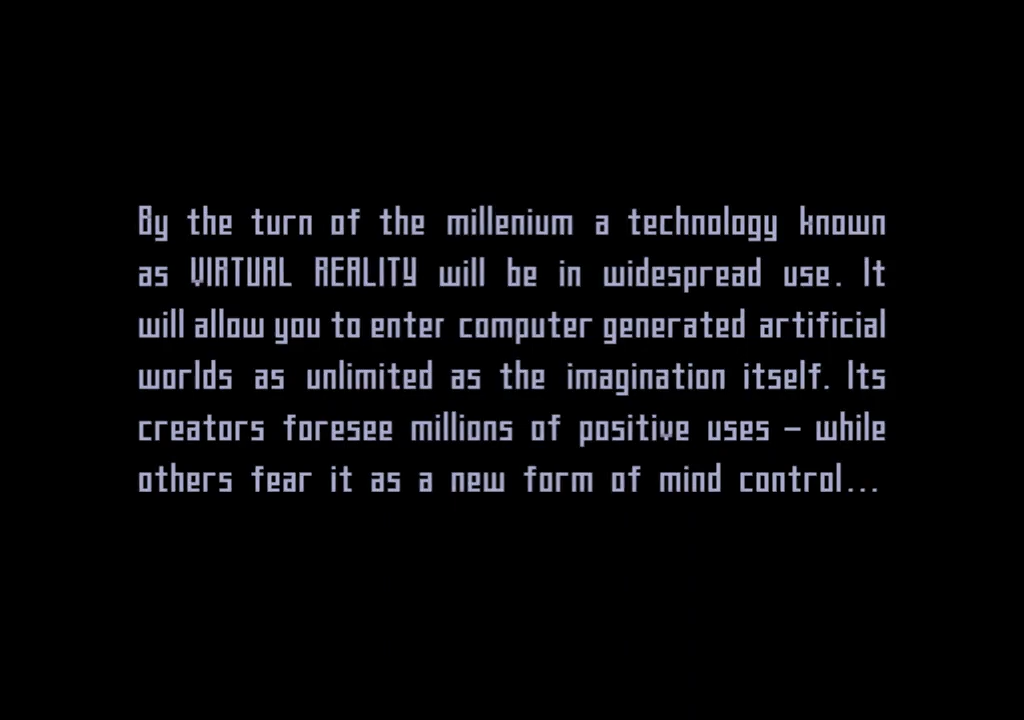 By the turn of the millenium a technology known
as VIRTUAL REALITY will be in widespread use. It
will allow you to enter computer generated artificial
worlds as unlimited as the imagination itself. Its
creators foresee millions of positive uses – while
others fear it as a new form of mind control...